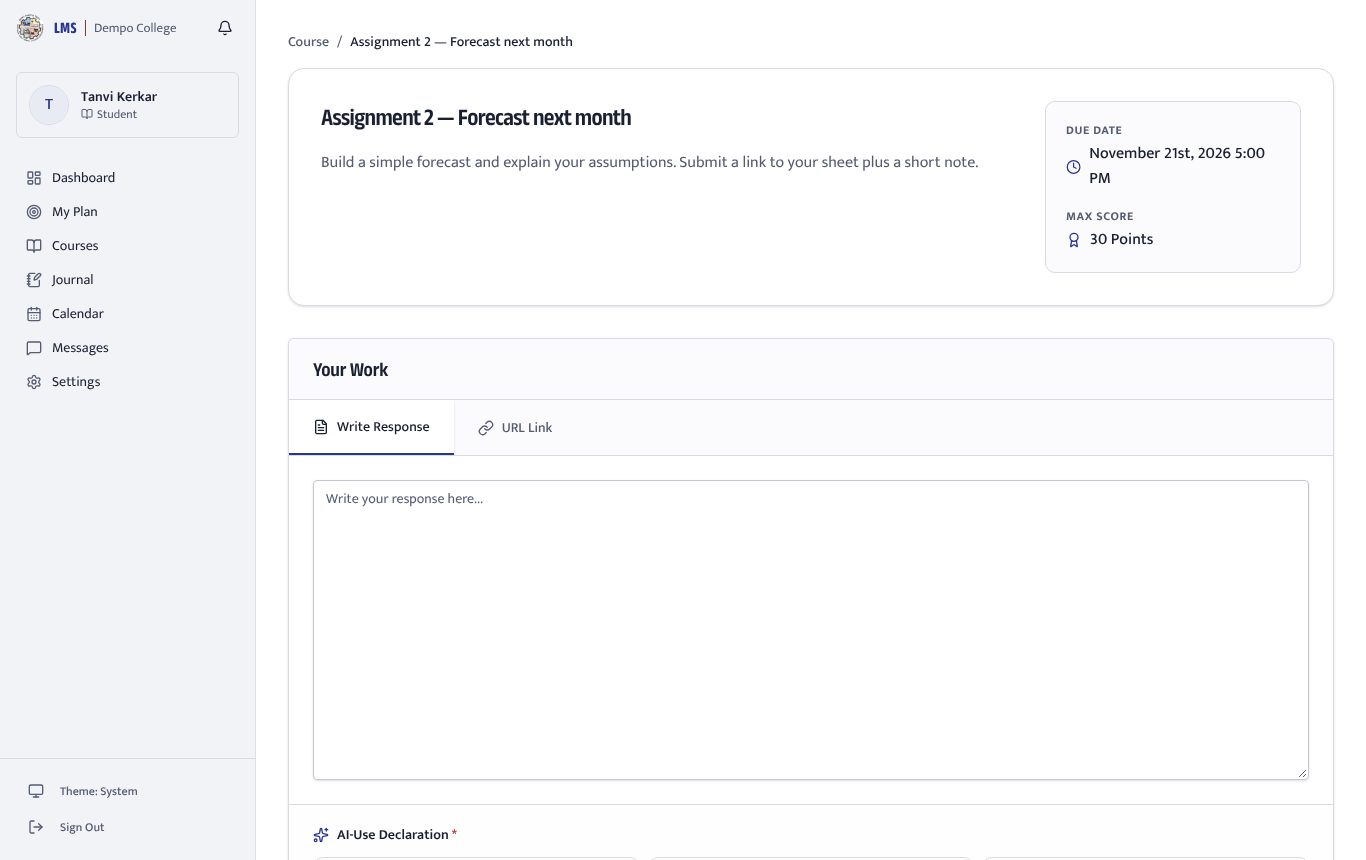 LMS | Dempo College
T
Tanvi Kerkar
Student
Dashboard
My Plan
Courses
Journal
Calendar
Messages
Settings
Theme: System
Sign Out
Course / Assignment 2 — Forecast next month
Assignment 2 — Forecast next month
Build a simple forecast and explain your assumptions. Submit a link to your sheet plus a short note.
DUE DATE
November 21st, 2026 5:00
PM
MAX SCORE
30 Points
Your Work
Write Response
URL Link
Write your response here...
AI-Use Declaration *